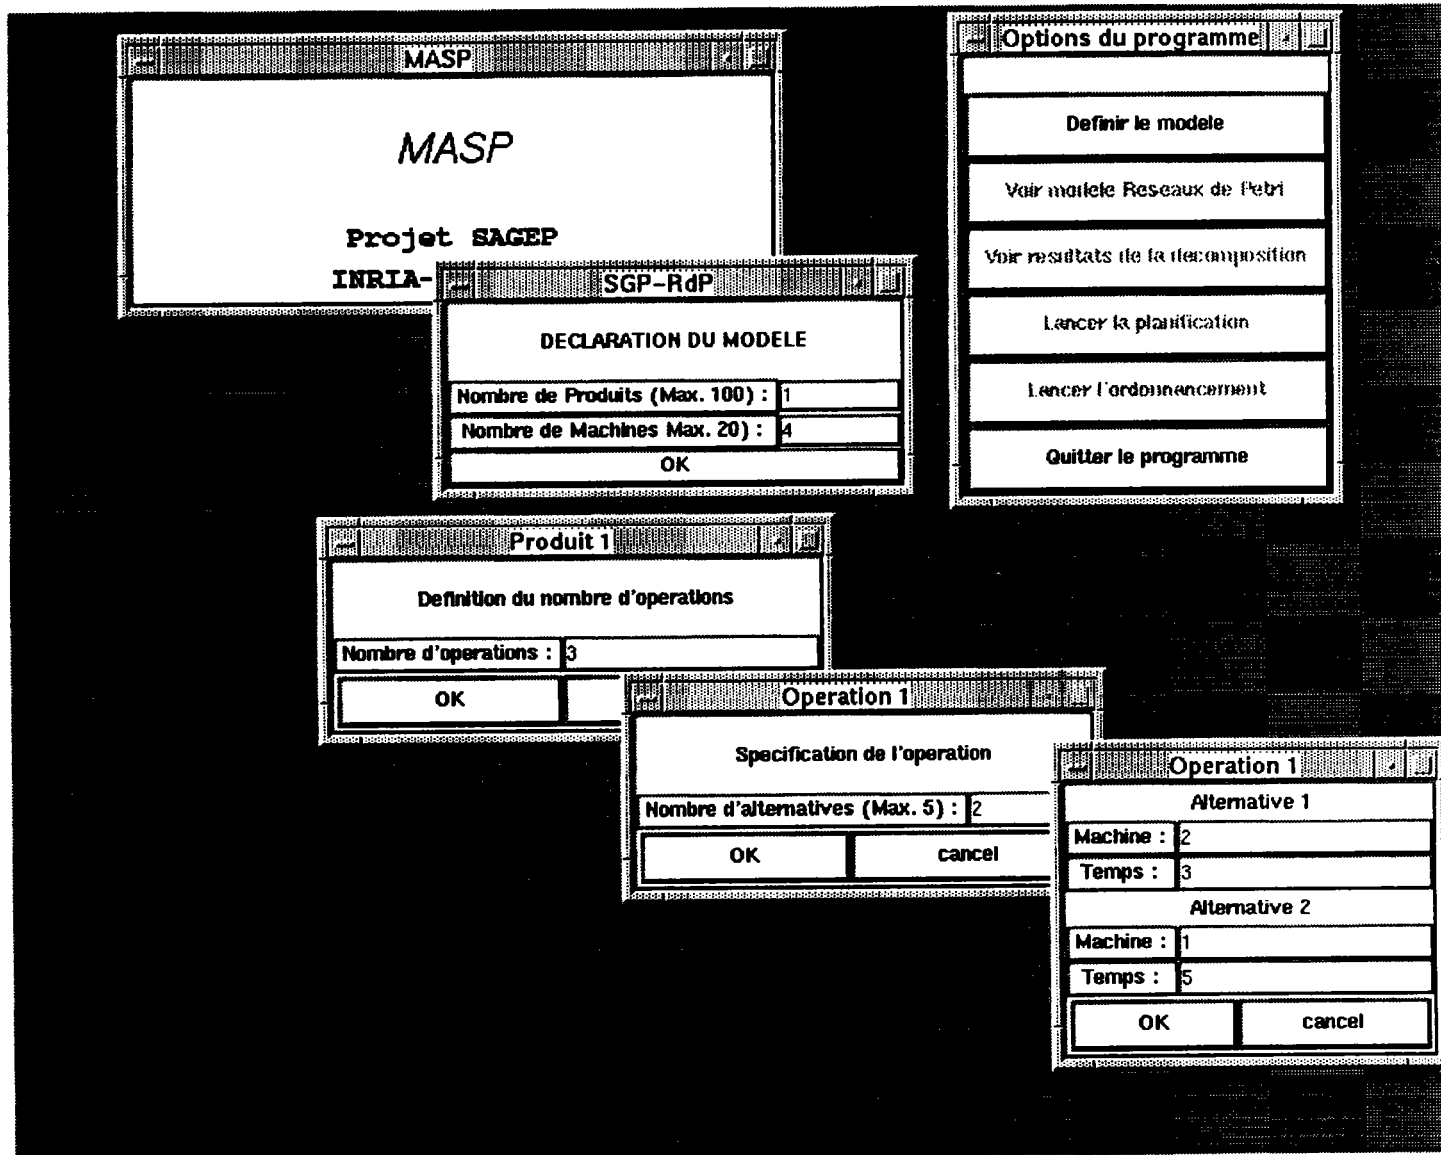 MASP
MASP
Projet SAGEP
INRIA-
Options du programme
Definir le modele
Voir modele Reseaux de Petri
Voir resultats de la decomposition
Lancer la planification
Lancer l'ordonnancement
Quitter le programme
SGP-RdP
DECLARATION DU MODELE
Nombre de Produits (Max. 100) : 1
Nombre de Machines Max. 20) : 4
OK
Produit 1
Definition du nombre d'operations
Nombre d'operations : 3
OK
Operation 1
Specification de l'operation
Nombre d'alternatives (Max. 5) : 2
OK cancel
Operation 1
Alternative 1
Machine : 2
Temps : 3
Alternative 2
Machine : 1
Temps : 5
OK cancel